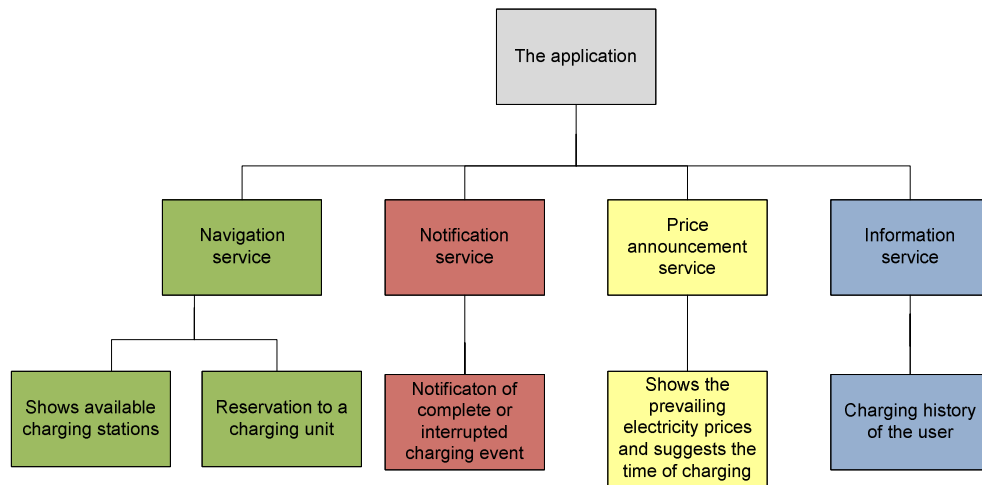 The application
Navigation
service
Notification
service
Price
announcement
service
Information
service
Shows available
charging stations
Reservation to a
charging unit
Notificaton of
complete or
interrupted
charging event
Shows the
prevailing
electricity prices
and suggests the
time of charging
Charging history
of the user